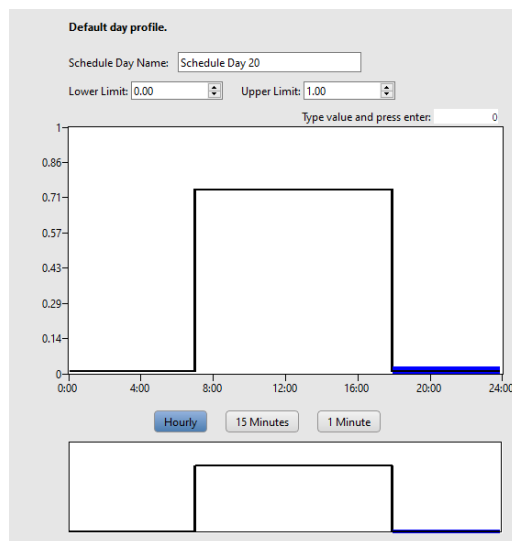 Default day profile.
Schedule Day Name: Schedule Day 20
Lower Limit: 0.00 Upper Limit: 1.00
Type value and press enter: 0
1
0.86
0.71
0.57
0.43
0.29
0.14
0
0:00 4:00 8:00 12:00 16:00 20:00 24:00
Hourly 15 Minutes 1 Minute